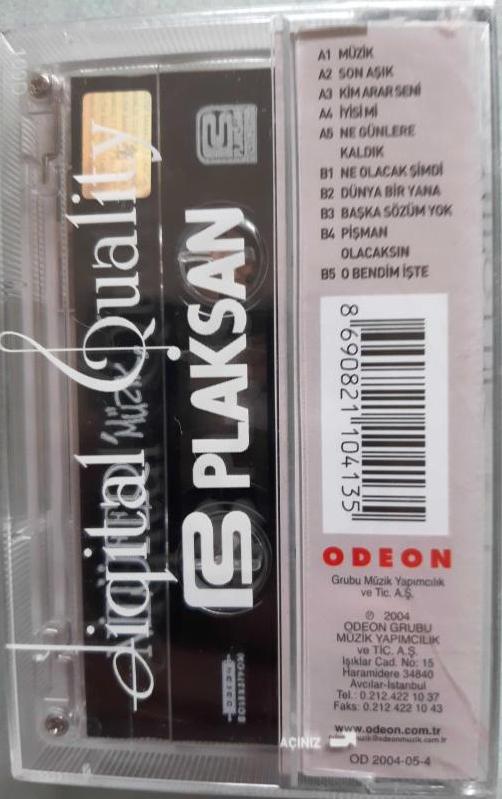 A1 MÜZİK
A2 SON AŞIK
A3 KİM ARAR SENİ
A4 İYİSİ Mİ
A5 NE GÜNLERE
KALDIK
B1 NE OLACAK ŞİMDİ
B2 DÜNYA BİR YANA
B3 BAŞKA SÖZÜM YOK
B4 PİŞMAN
OLACAKSIN
B5 O BENDİM İŞTE
8 690821 104135
ODEON
Grubu Müzik Yapımcılık
ve Tic. A.Ş.
℗ 2004
ODEON GRUBU
MÜZİK YAPIMCILIK
ve TİC. A.Ş.
Işıklar Cad. No: 15
Haramidere 34840
Avcılar-İstanbul
Tel.: 0.212.422 10 37
Faks: 0.212 422 10 43
www.odeon.com.tr
muzik@odeonmuzik.com.tr
OD 2004-05-4
AÇINIZ
Digital Quality
"Müzik"
PLAKSAN